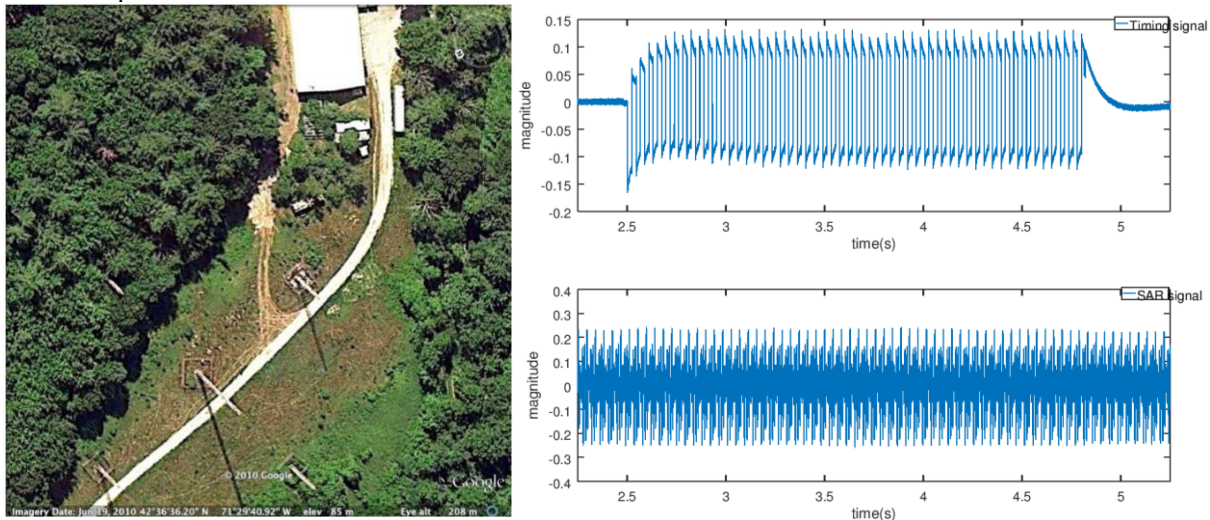 © 2010 Google
Google
Imagery Date: Jun 19, 2010 42°36'36.20" N 71°29'40.92" W elev 85 m Eye alt 208 m
Timing signal
0.15
0.1
0.05
0
-0.05
-0.1
-0.15
-0.2
magnitude
2.5 3 3.5 4 4.5 5
time(s)
SAR signal
0.4
0.3
0.2
0.1
0
-0.1
-0.2
-0.3
-0.4
magnitude
2.5 3 3.5 4 4.5 5
time(s)